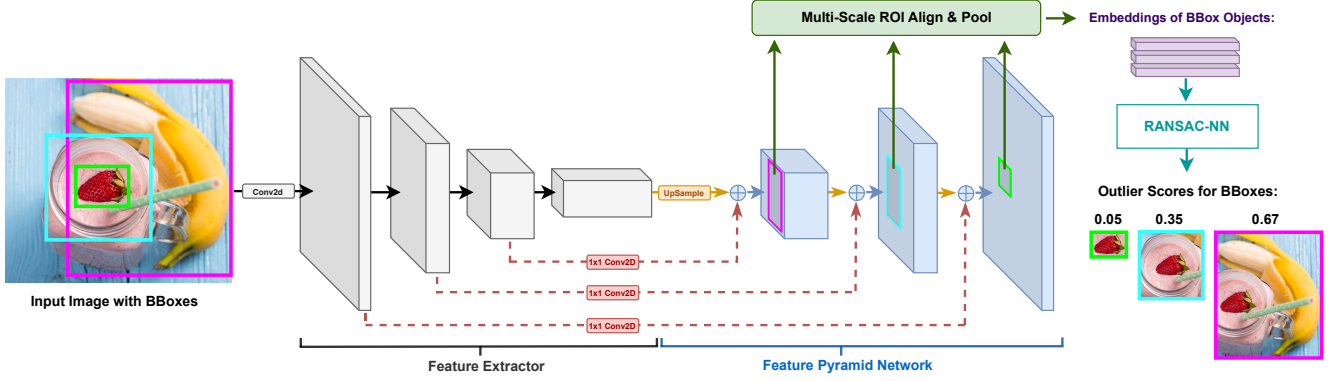 Multi-Scale ROI Align & Pool
Embeddings of BBox Objects:
Conv2d
UpSample
RANSAC-NN
1x1 Conv2D
1x1 Conv2D
1x1 Conv2D
Outlier Scores for BBoxes:
0.05 0.35 0.67
Input Image with BBoxes
Feature Extractor
Feature Pyramid Network